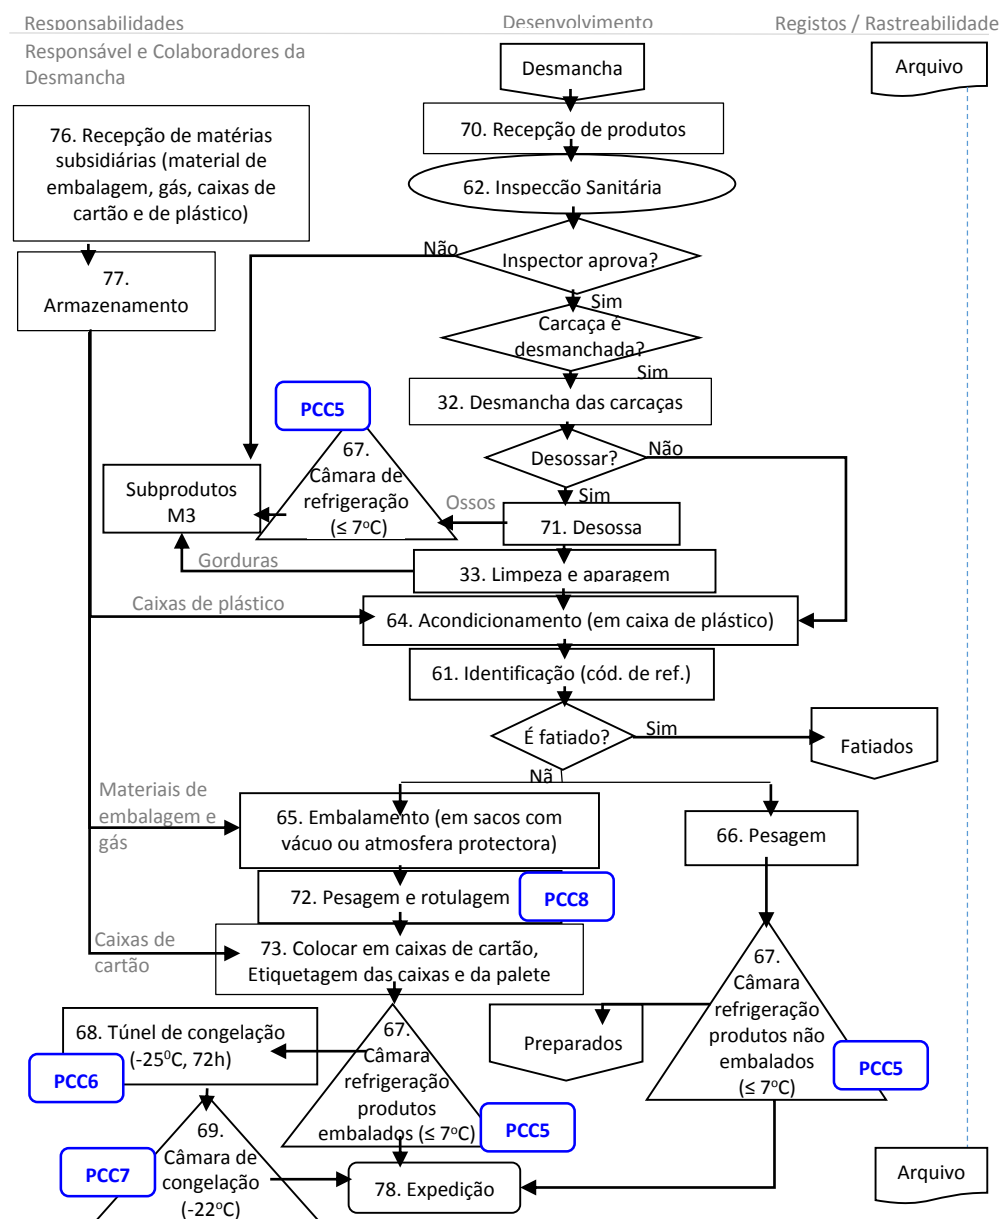 Responsabilidades
Desenvolvimento
Registos / Rastreabilidade
Responsável e Colaboradores da
Desmancha
Desmancha
Arquivo
76. Recepção de matérias
subsidiárias (material de
embalagem, gás, caixas de
cartão e de plástico)
70. Recepção de produtos
62. Inspecção Sanitária
Não
Inspector aprova?
77.
Armazenamento
Sim
Carcaça é
desmanchada?
Sim
32. Desmancha das carcaças
PCC5
67.
Câmara de
refrigeração
(≤ 7ºC)
Desossar?
Não
Subprodutos
M3
Ossos
Sim
71. Desossa
Gorduras
33. Limpeza e aparagem
Caixas de plástico
64. Acondicionamento (em caixa de plástico)
61. Identificação (cód. de ref.)
É fatiado?
Sim
Fatiados
Nã
Materiais de
embalagem e
gás
65. Embalamento (em sacos com
vácuo ou atmosfera protectora)
66. Pesagem
72. Pesagem e rotulagem
PCC8
Caixas de
cartão
73. Colocar em caixas de cartão,
Etiquetagem das caixas e da palete
67.
Câmara
refrigeração
produtos não
embalados
(≤ 7ºC)
PCC5
68. Túnel de congelação
(-25⁰C, 72h)
PCC6
67.
Câmara
refrigeração
produtos
embalados (≤ 7ºC)
PCC5
Preparados
69.
Câmara de
congelação
(-22ºC)
PCC7
78. Expedição
Arquivo